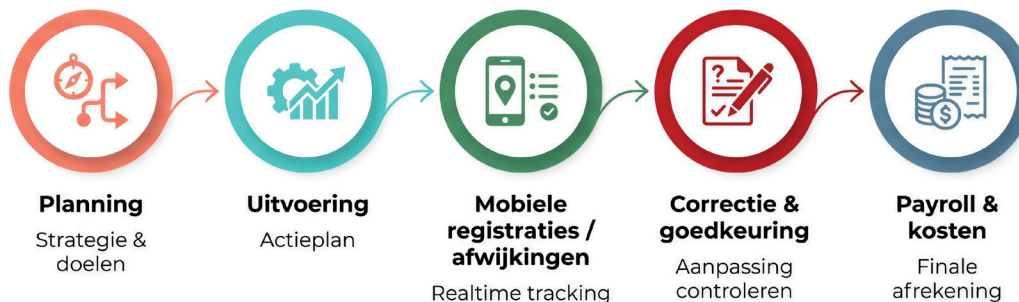 Planning
Strategie &
doelen
Uitvoering
Actieplan
Mobiele
registraties /
afwijkingen
Realtime tracking
?
Correctie &
goedkeuring
Aanpassing
controleren
$
Payroll &
kosten
Finale
afrekening